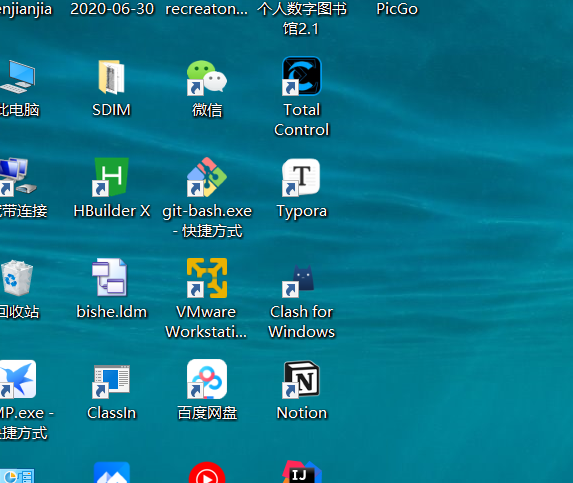 enjianjia
2020-06-30
recreaton...
个人数字图书
馆2.1
PicGo
此电脑
SDIM
微信
Total
Control
宽带连接
HBuilder X
git-bash.exe
- 快捷方式
Typora
回收站
bishe.ldm
VMware
Workstati...
Clash for
Windows
MP.exe -
快捷方式
ClassIn
百度网盘
Notion